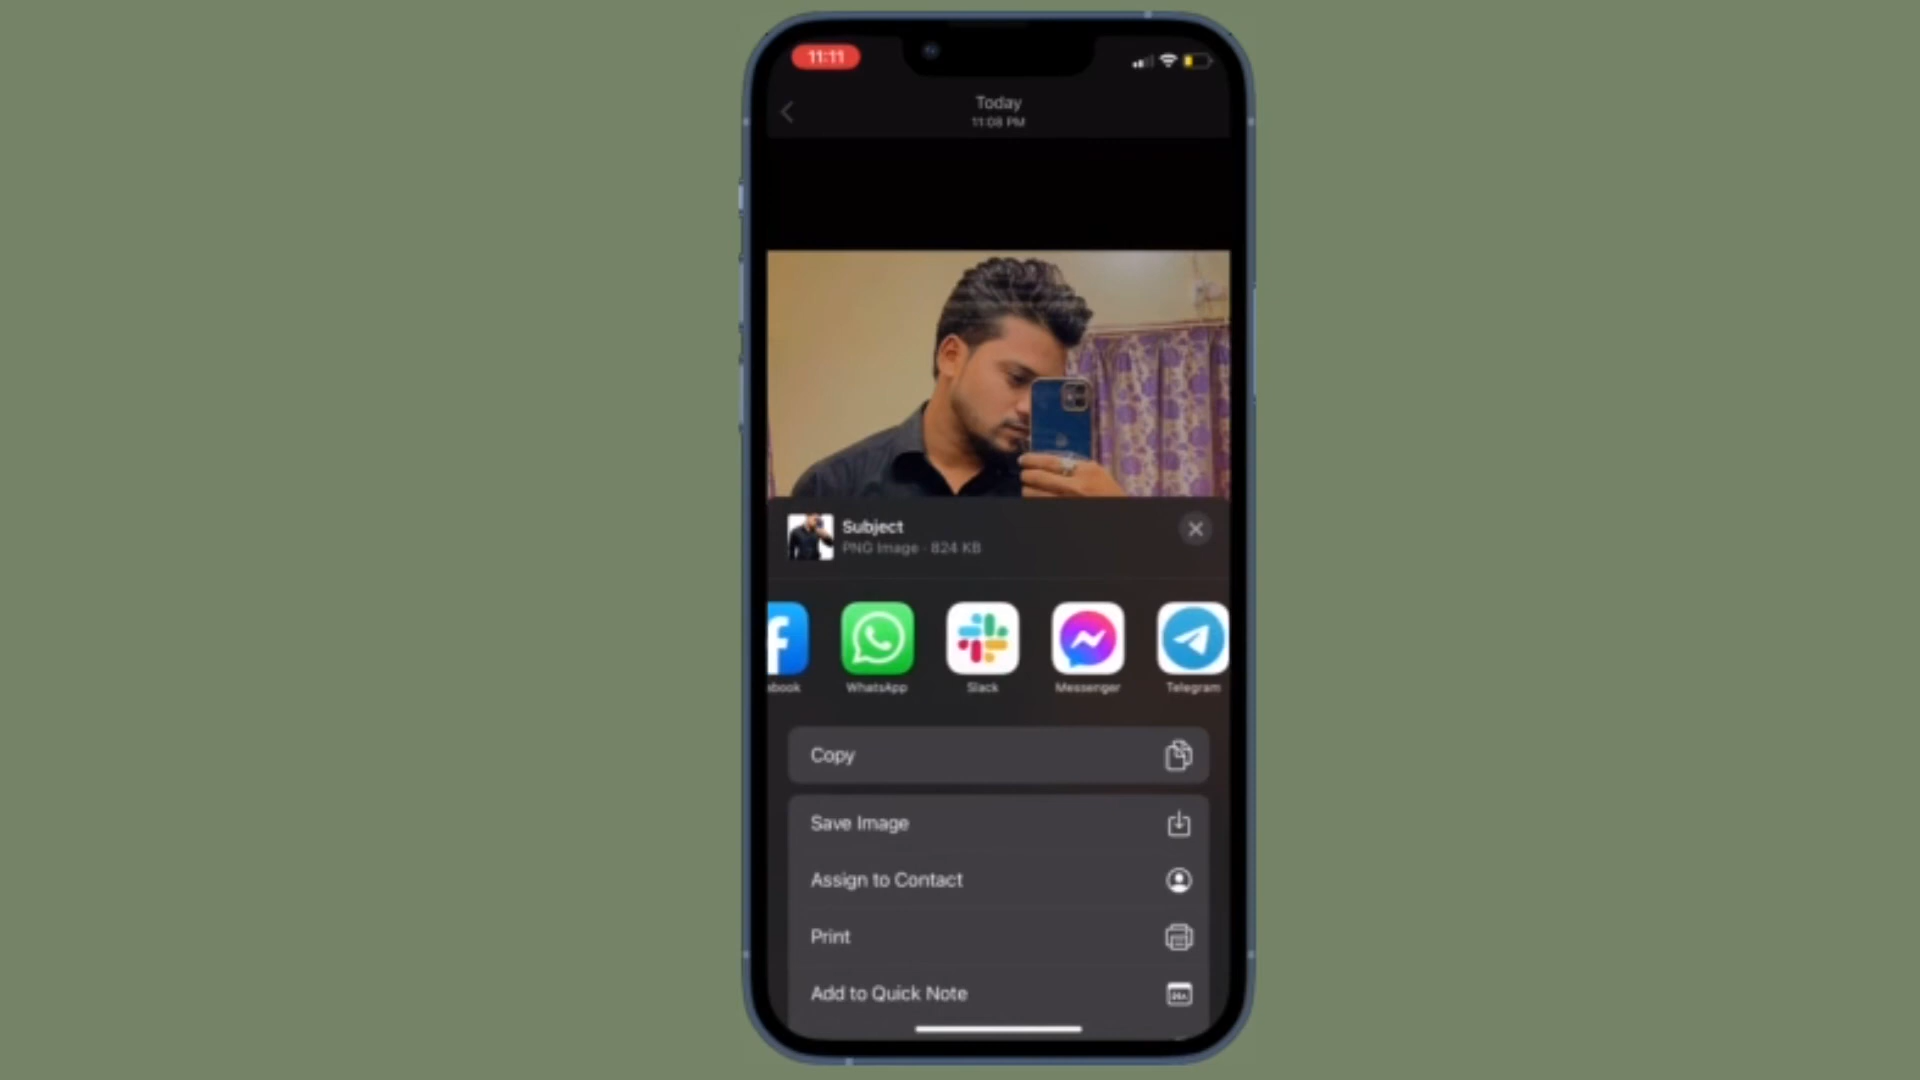 11:11
Today
11:08 PM
Subject
PNG Image · 824 KB
book
WhatsApp
Slack
Messenger
Telegram
Copy
Save Image
Assign to Contact
Print
Add to Quick Note